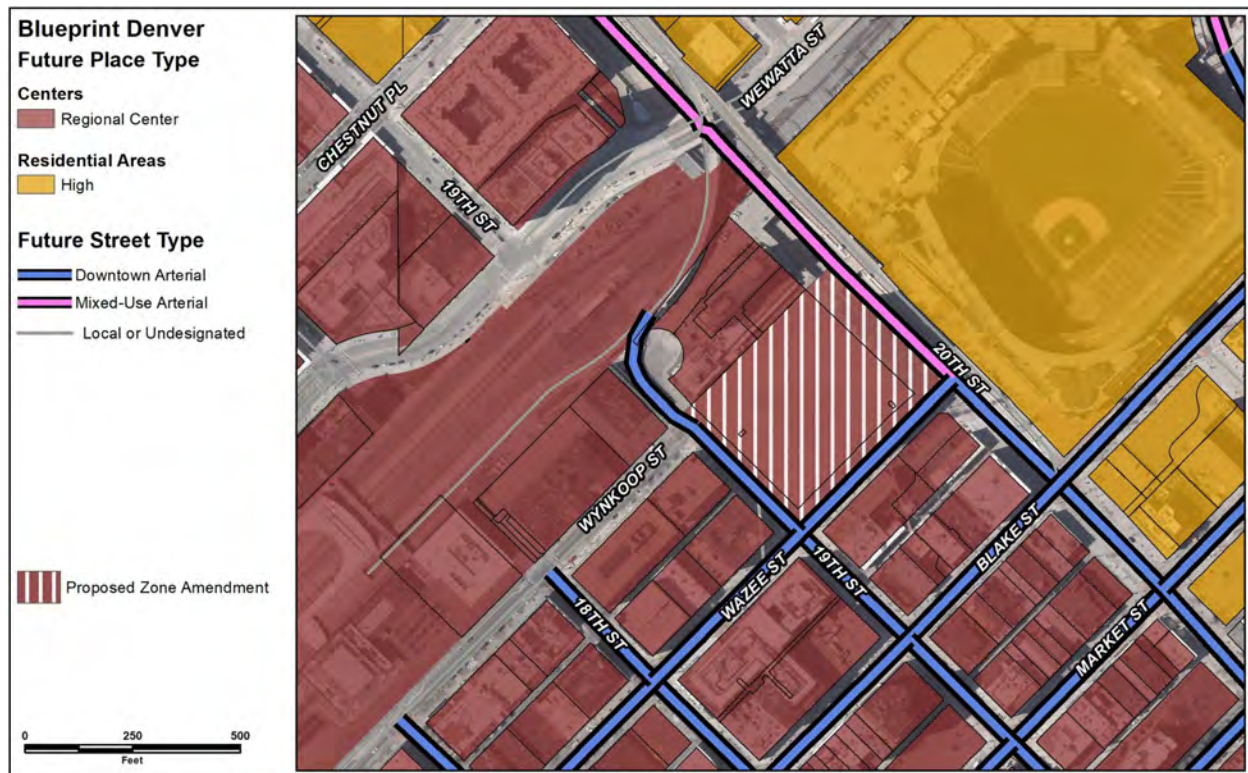 Blueprint Denver
Future Place Type
Centers
Regional Center
Residential Areas
High
Future Street Type
Downtown Arterial
Mixed-Use Arterial
Local or Undesignated
Proposed Zone Amendment
0 250 500
Feet
WEWATTA ST
CHESTNUT PL
19TH ST
20TH ST
WYNKOOP ST
BLAKE ST
WAZEE ST
19TH ST
18TH ST
MARKET ST